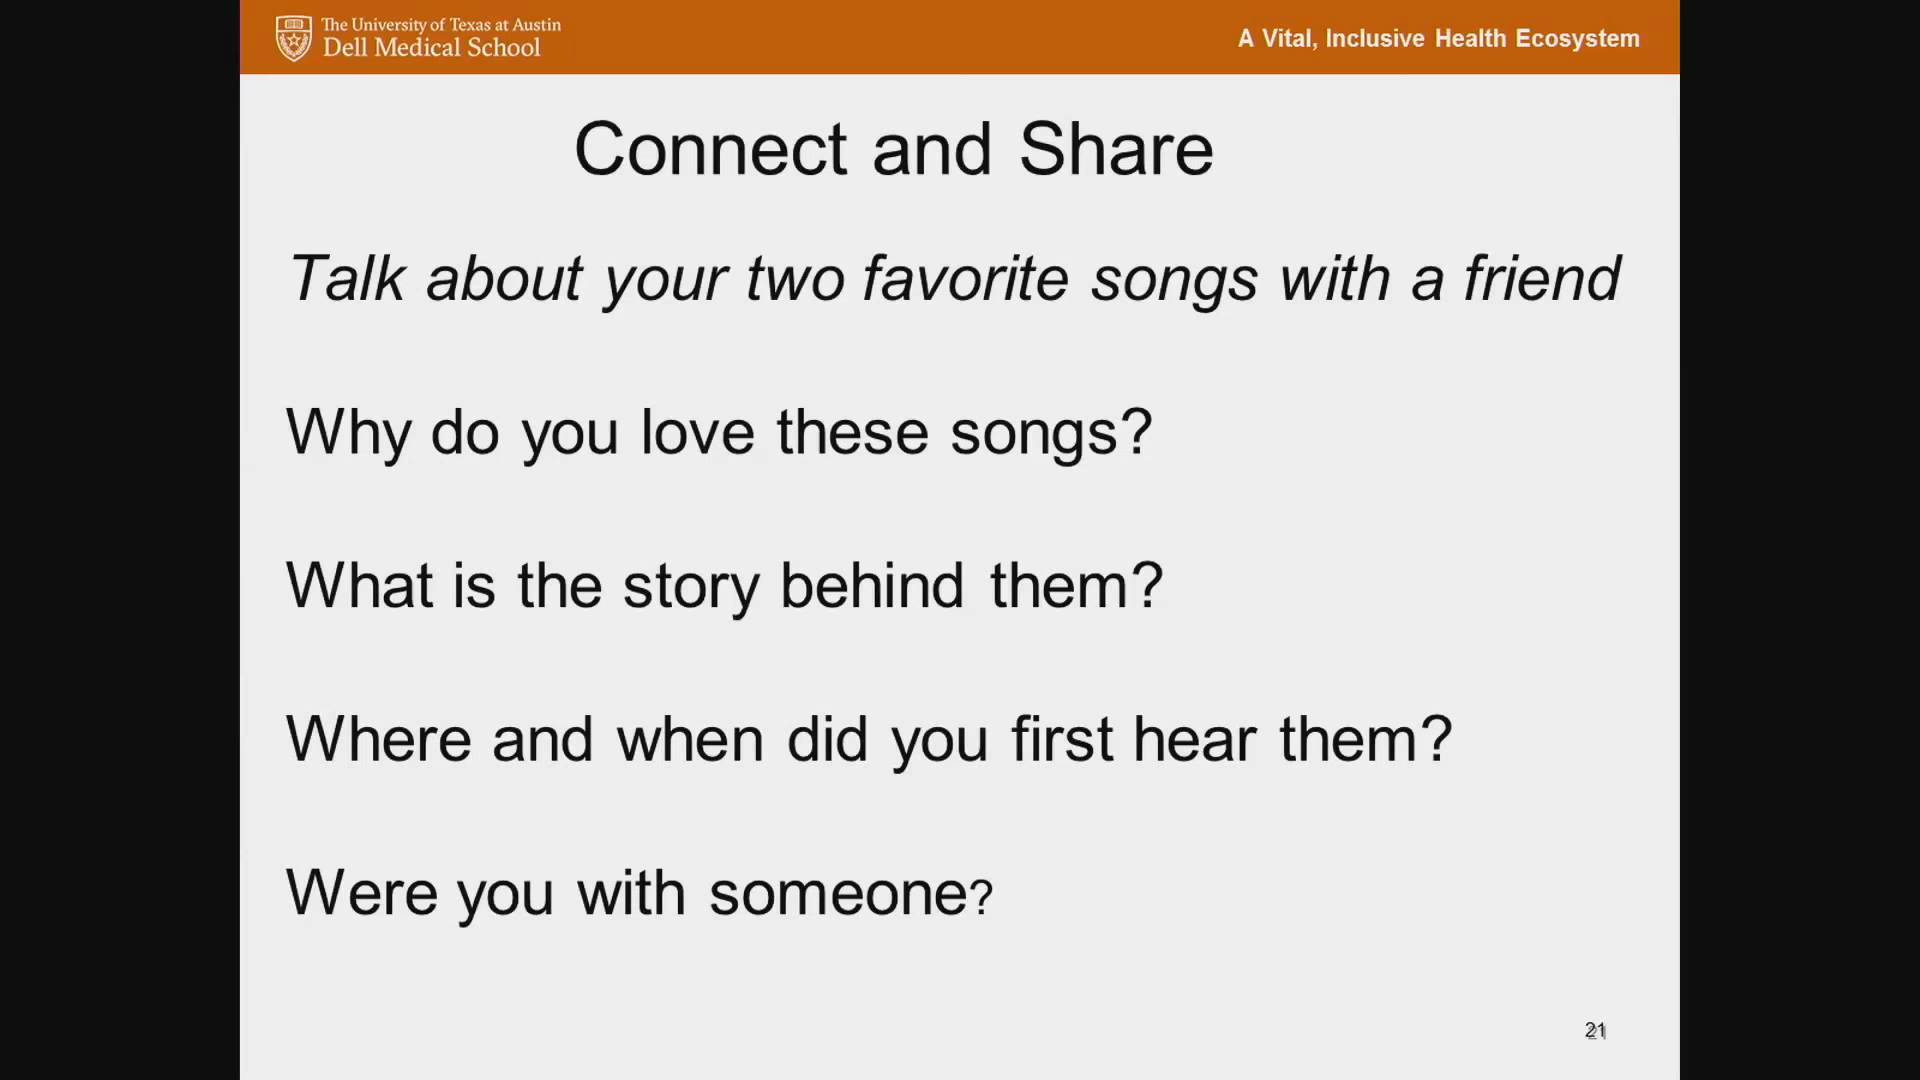 The University of Texas at Austin
Dell Medical School
A Vital, Inclusive Health Ecosystem
Connect and Share
Talk about your two favorite songs with a friend
Why do you love these songs?
What is the story behind them?
Where and when did you first hear them?
Were you with someone?
21